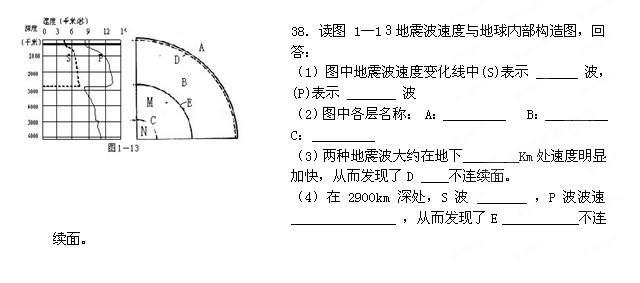 速度(千米/秒)
深度 0 3 6 9 12 15
(千米)
1000
2000
3000
4000
5000
4000
S P
A
D
B
E
M
C
N
图1-13
38. 读图 1—13地震波速度与地球内部构造图，回
答：
（1）图中地震波速度变化线中(S)表示 ______ 波，
(P)表示 _______ 波
（2）图中各层名称： A：_________ B：_________
C：_________
（3）两种地震波大约在地下________Km 处速度明显
加快，从而发现了 D ____不连续面。
（4）在 2900km 深处，S 波 _______ ，P 波波速
_______________ ，从而发现了 E ___________不连
续面。